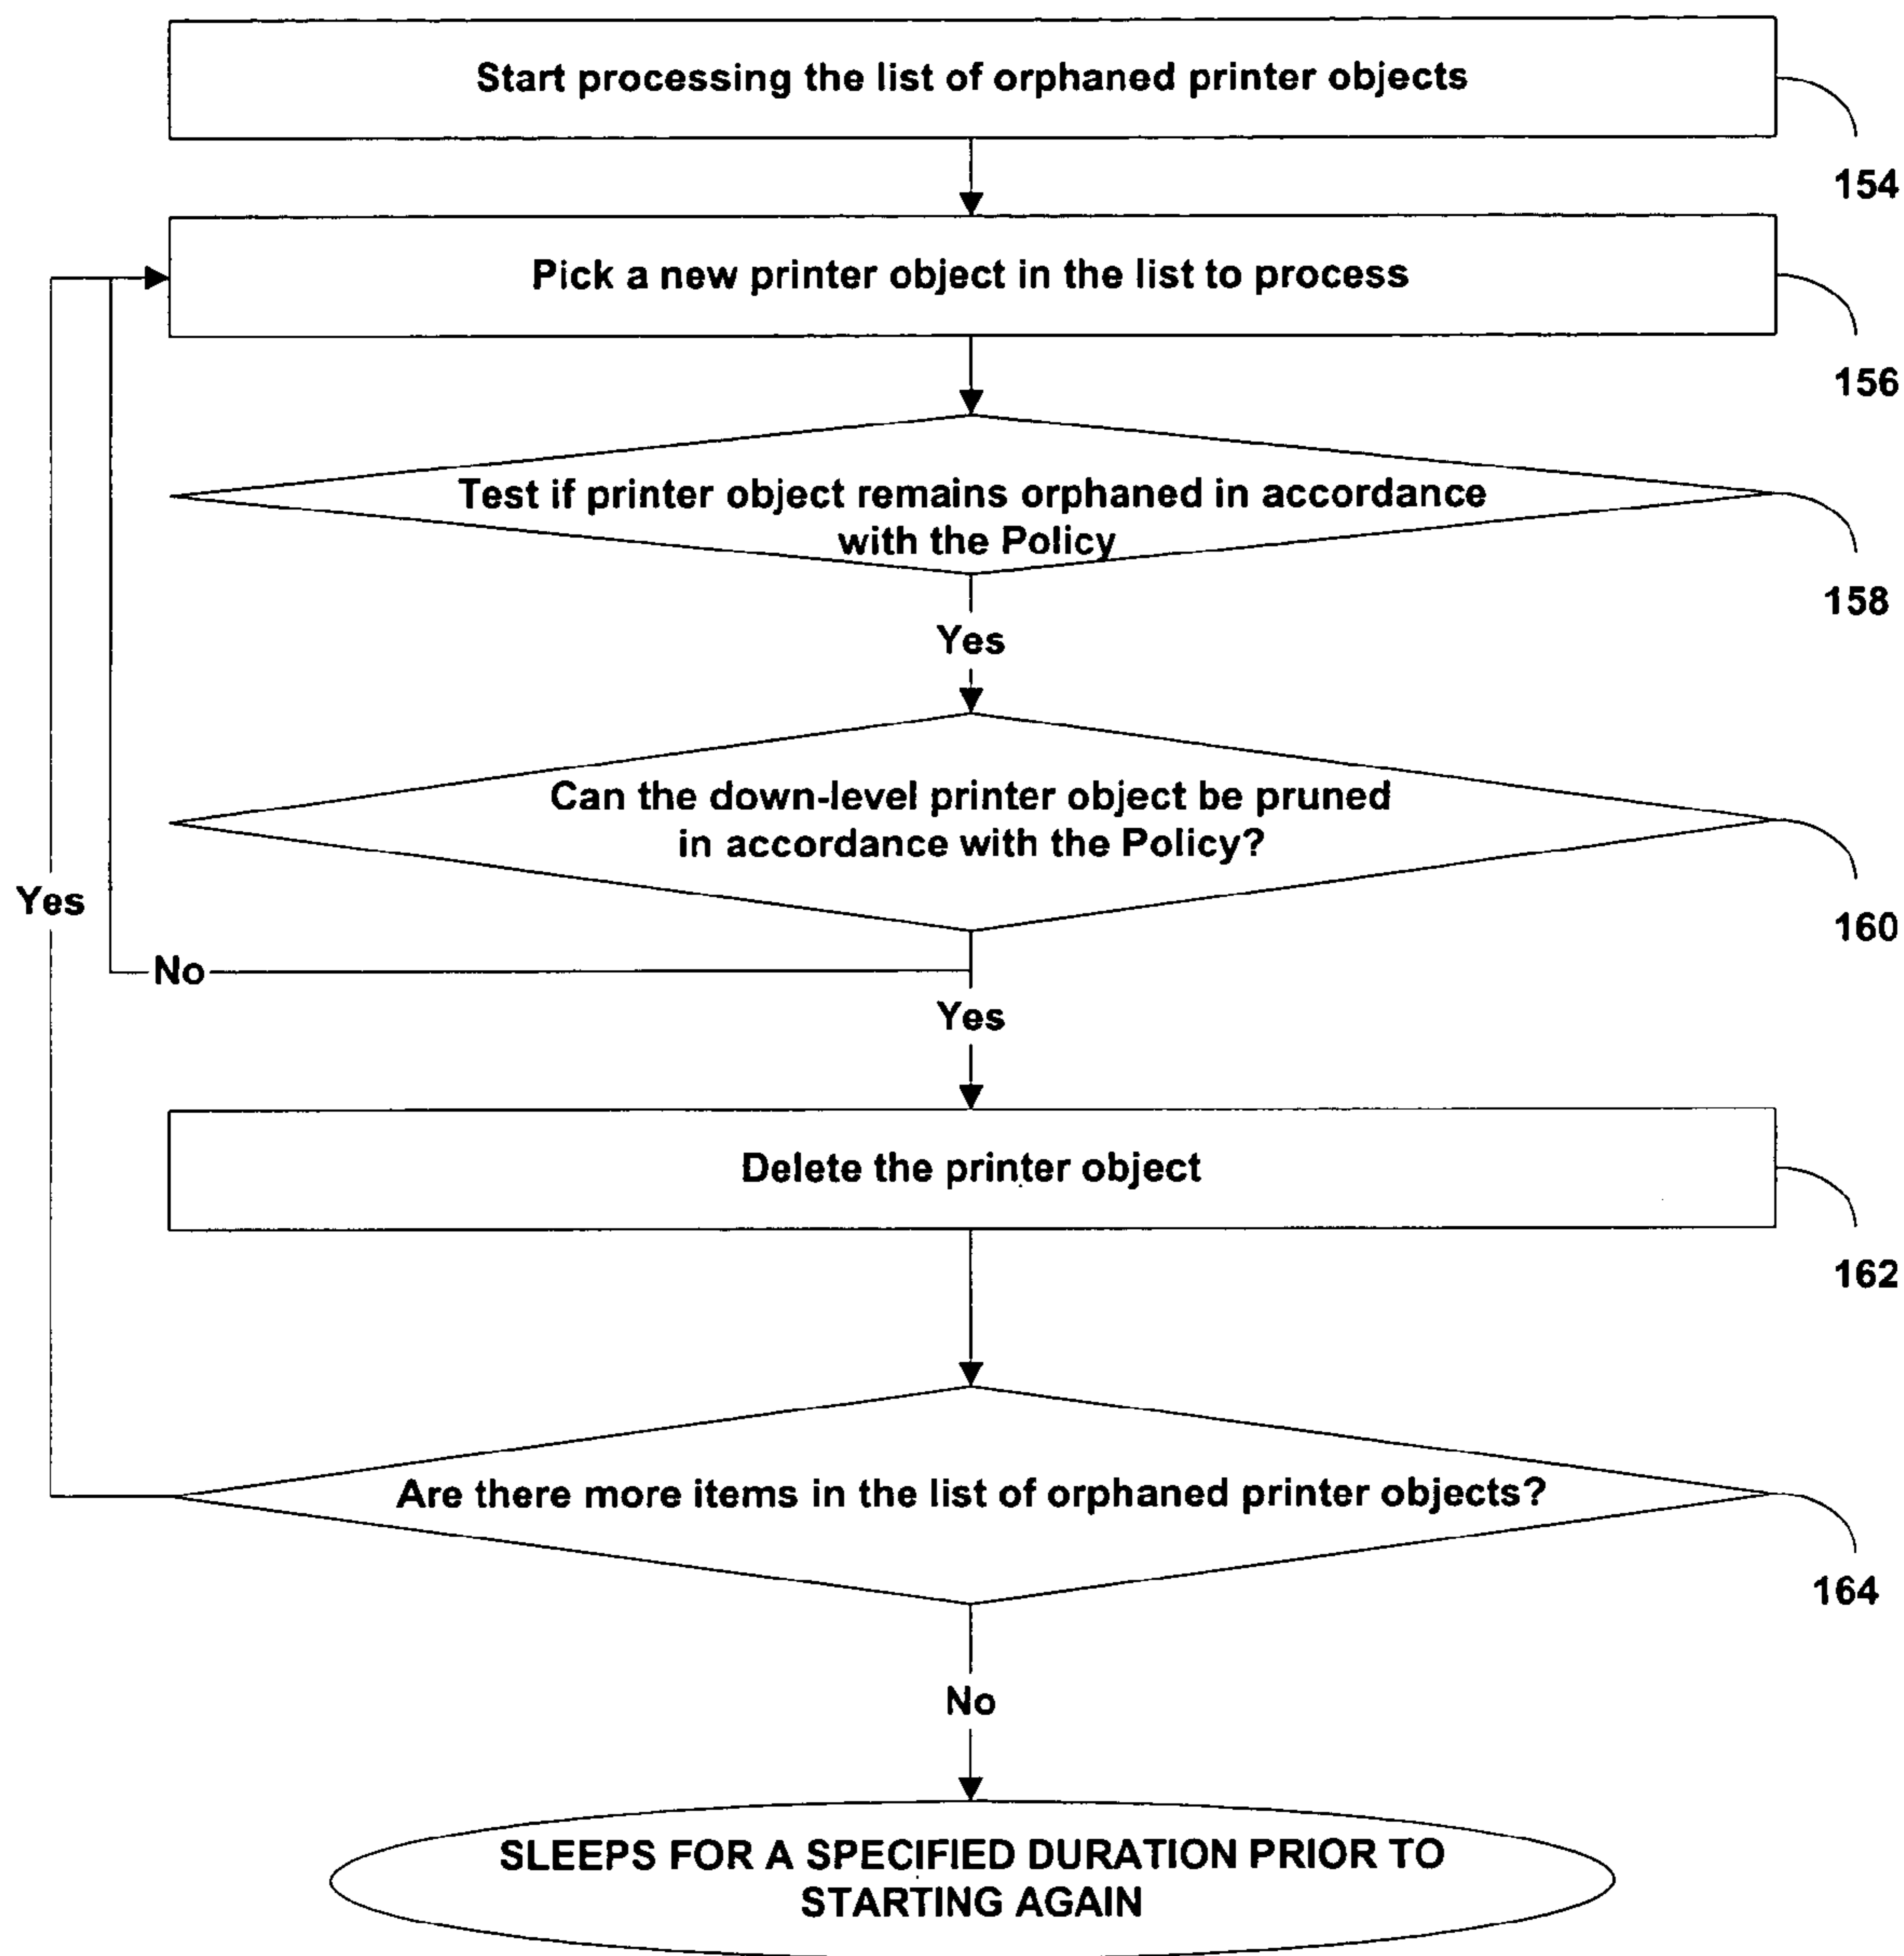 Start processing the list of orphaned printer objects
154
Pick a new printer object in the list to process
156
Test if printer object remains orphaned in accordance
with the Policy
158
Yes
Can the down-level printer object be pruned
in accordance with the Policy?
160
Yes
No
Yes
Delete the printer object
162
Are there more items in the list of orphaned printer objects?
164
No
SLEEPS FOR A SPECIFIED DURATION PRIOR TO
STARTING AGAIN